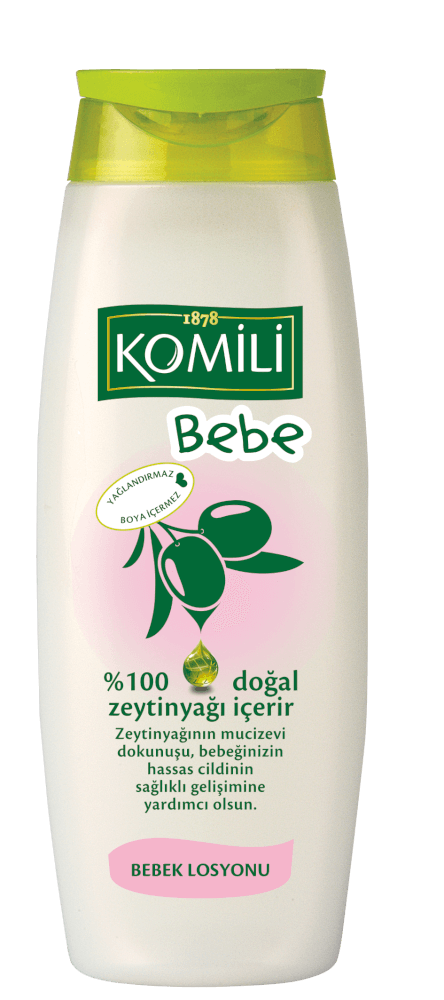 1878
KOMİLİ
Bebe
YAĞLANDIRMAZ
BOYA İÇERMEZ
%100 doğal
zeytinyağı içerir
Zeytinyağının mucizevi
dokunuşu, bebeğinizin
hassas cildinin
sağlıklı gelişimine
yardımcı olsun.
BEBEK LOSYONU